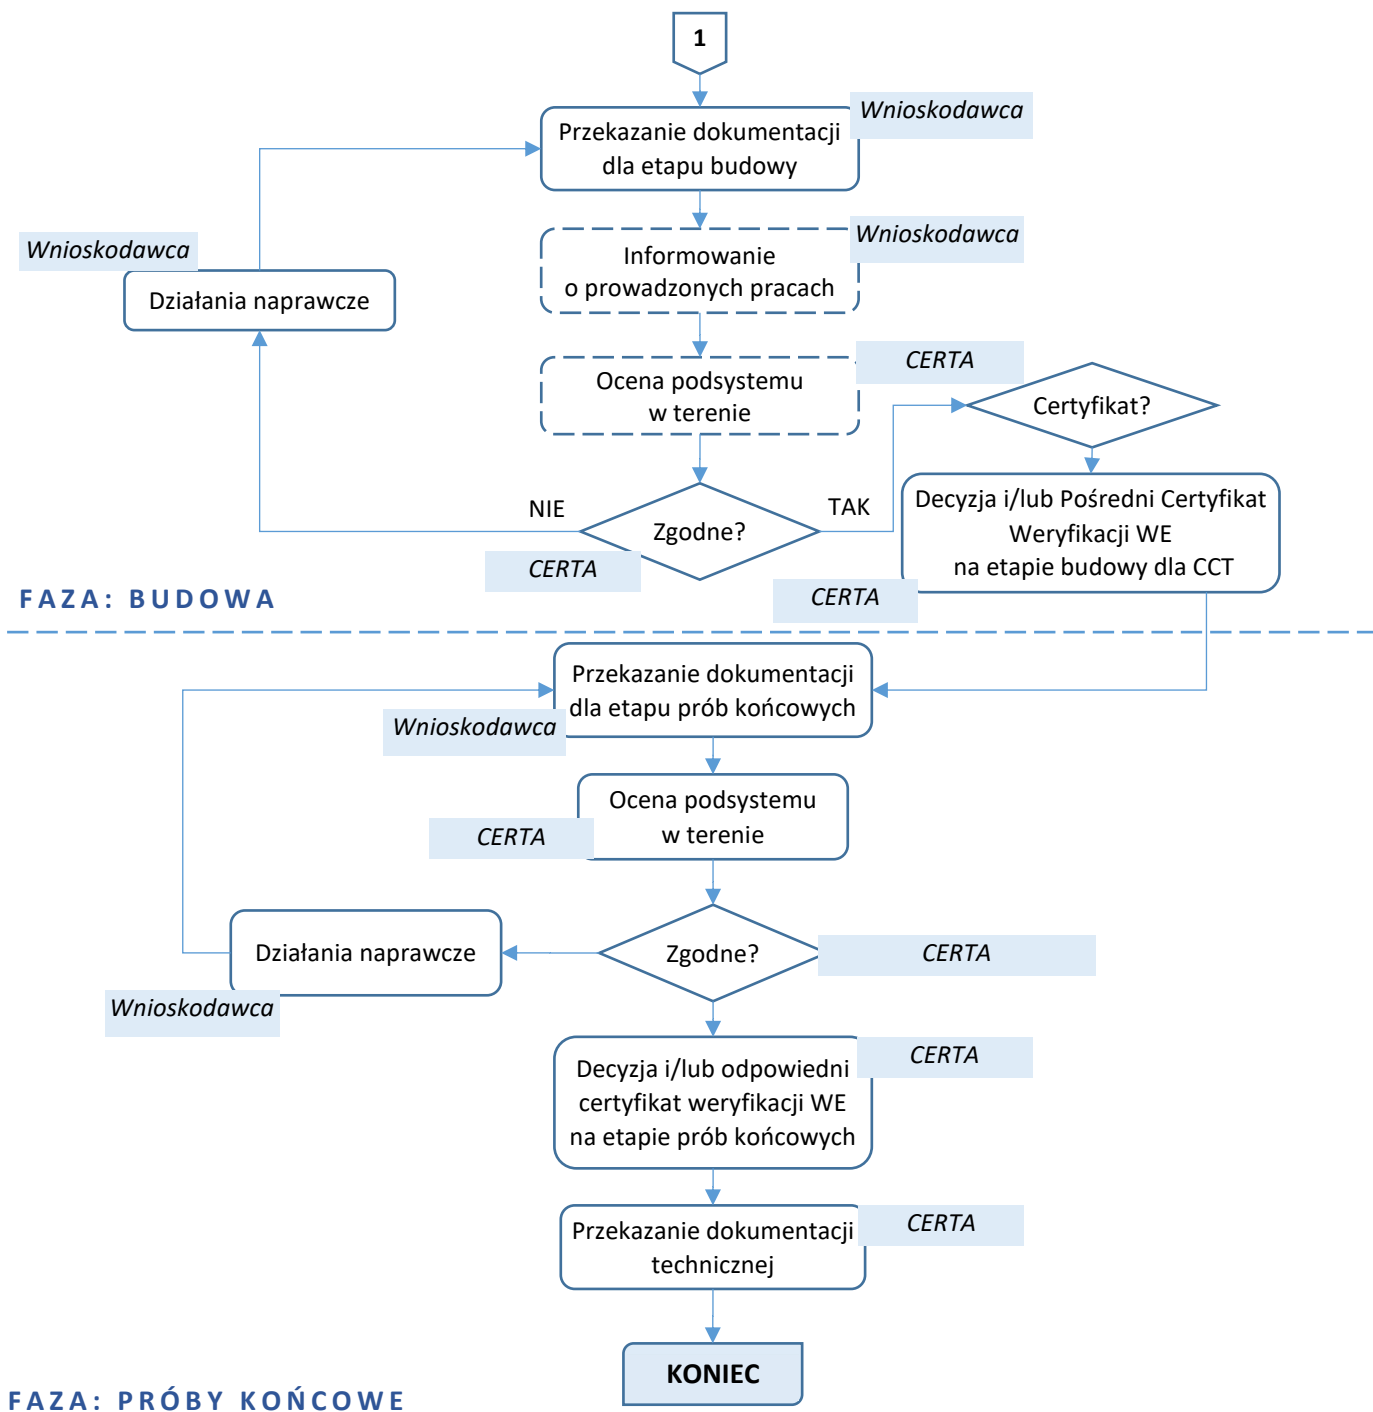 1
Wnioskodawca
Przekazanie dokumentacji
dla etapu budowy
Wnioskodawca
Informowanie
o prowadzonych pracach
Wnioskodawca
Działania naprawcze
CERTA
Ocena podsystemu
w terenie
Certyfikat?
NIE
Zgodne?
TAK
CERTA
Decyzja i/lub Pośredni Certyfikat
Weryfikacji WE
na etapie budowy dla CCT
CERTA
FAZA: BUDOWA
Przekazanie dokumentacji
dla etapu prób końcowych
Wnioskodawca
Ocena podsystemu
w terenie
CERTA
Działania naprawcze
Wnioskodawca
Zgodne?
CERTA
CERTA
Decyzja i/lub odpowiedni
certyfikat weryfikacji WE
na etapie prób końcowych
CERTA
Przekazanie dokumentacji
technicznej
KONIEC
FAZA: PRÓBY KOŃCOWE